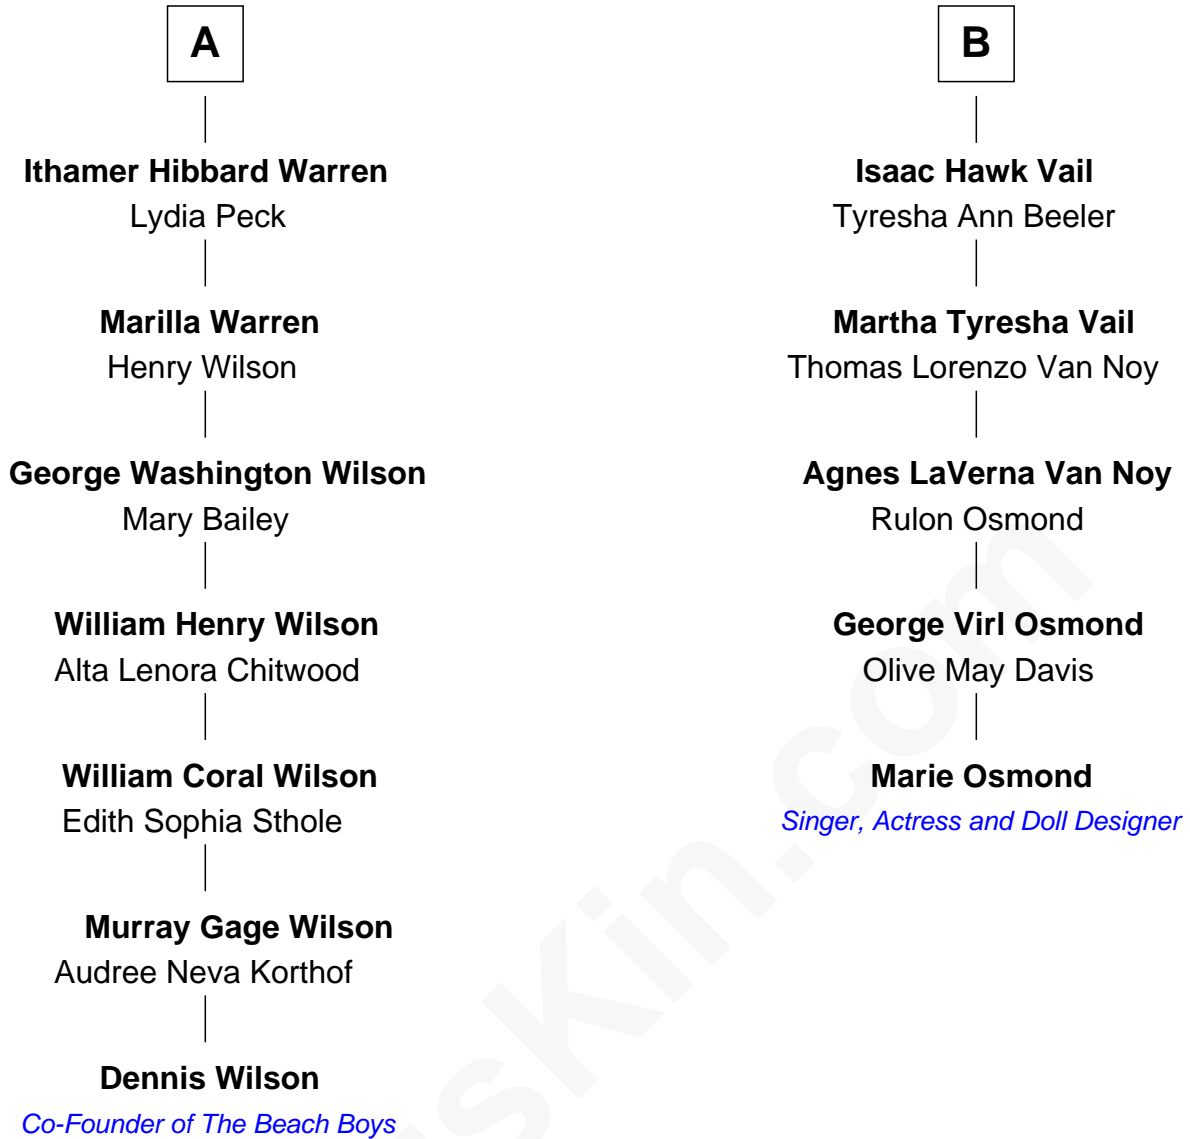 A
Ithamer Hibbard Warren
Lydia Peck
Marilla Warren
Henry Wilson
George Washington Wilson
Mary Bailey
William Henry Wilson
Alta Lenora Chitwood
William Coral Wilson
Edith Sophia Sthole
Murray Gage Wilson
Audree Neva Korthof
Dennis Wilson
Co-Founder of The Beach Boys
B
Isaac Hawk Vail
Tyresha Ann Beeler
Martha Tyresha Vail
Thomas Lorenzo Van Noy
Agnes LaVerna Van Noy
Rulon Osmond
George Virl Osmond
Olive May Davis
Marie Osmond
Singer, Actress and Doll Designer
usKin.com